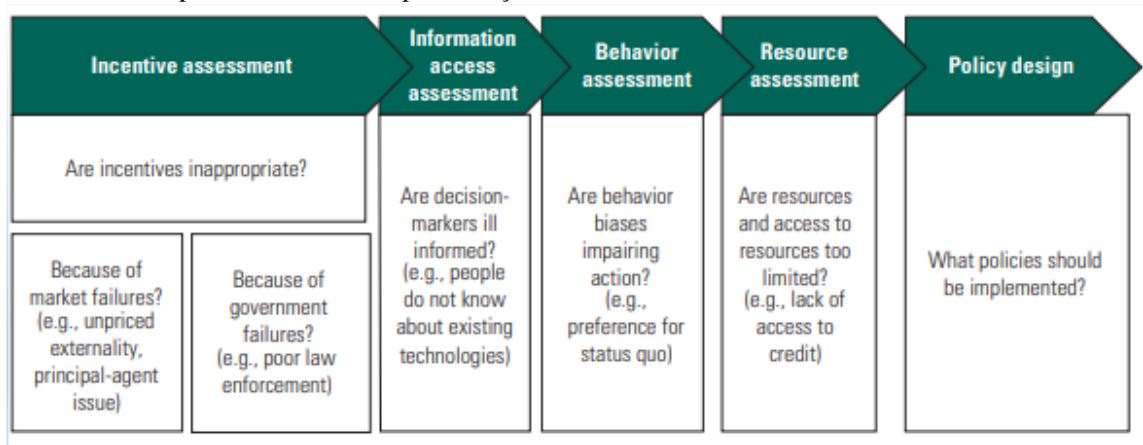 Incentive assessment
Information
access
assessment
Behavior
assessment
Resource
assessment
Policy design
Are incentives inappropriate?
Because of
market failures?
(e.g., unpriced
externality,
principal-agent
issue)
Because of
government
failures?
(e.g., poor law
enforcement)
Are decision-
markers ill
informed?
(e.g., people
do not know
about existing
technologies)
Are behavior
biases
impairing
action?
(e.g.,
preference for
status quo)
Are resources
and access to
resources too
limited?
(e.g., lack of
access to
credit)
What policies should
be implemented?